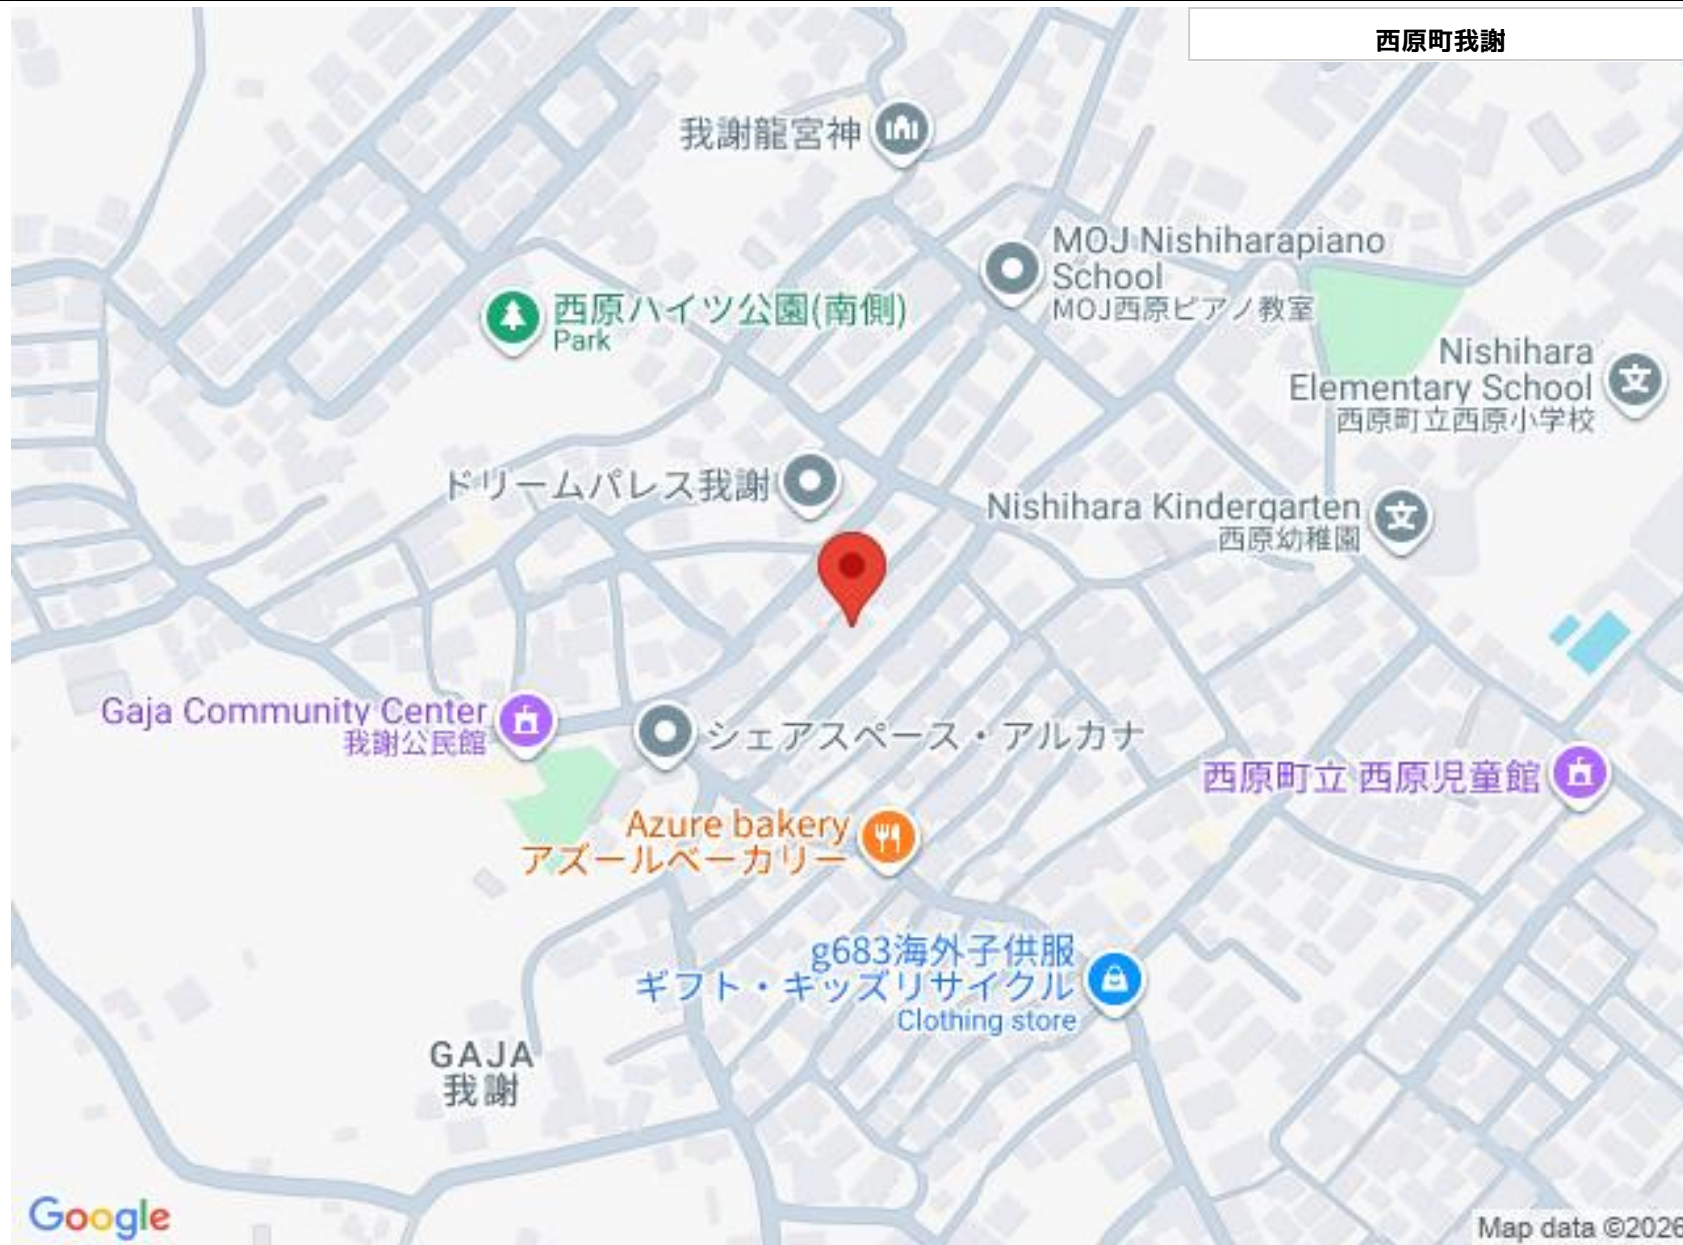 西原町我謝
我謝龍宮神
MOJ Nishiharapiano
School
MOJ西原ピアノ教室
西原ハイツ公園(南側)
Park
Nishihara
Elementary School
西原町立西原小学校
ドリームパレス我謝
Nishihara Kindergarten
西原幼稚園
Gaja Community Center
我謝公民館
シェアスペース・アルカナ
西原町立 西原児童館
Azure bakery
アズールベーカリー
g683海外子供服
ギフト・キッズリサイクル
Clothing store
GAJA
我謝
Google
Map data ©2026